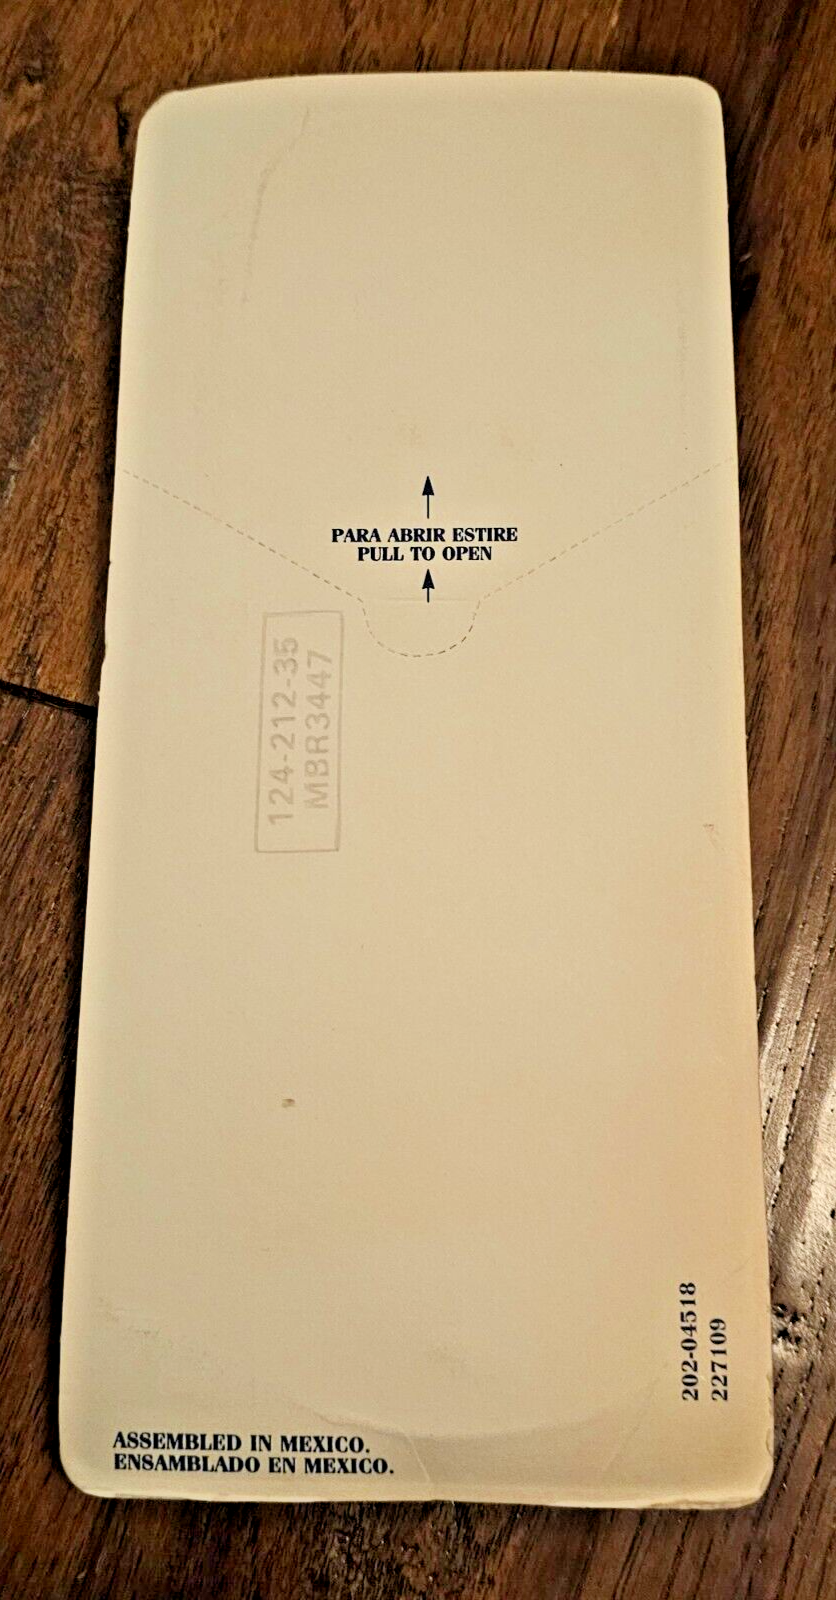 PARA ABRIR ESTIRE
PULL TO OPEN
124-212-35
MBR3447
202-04518
227109
ASSEMBLED IN MEXICO.
ENSAMBLADO EN MEXICO.